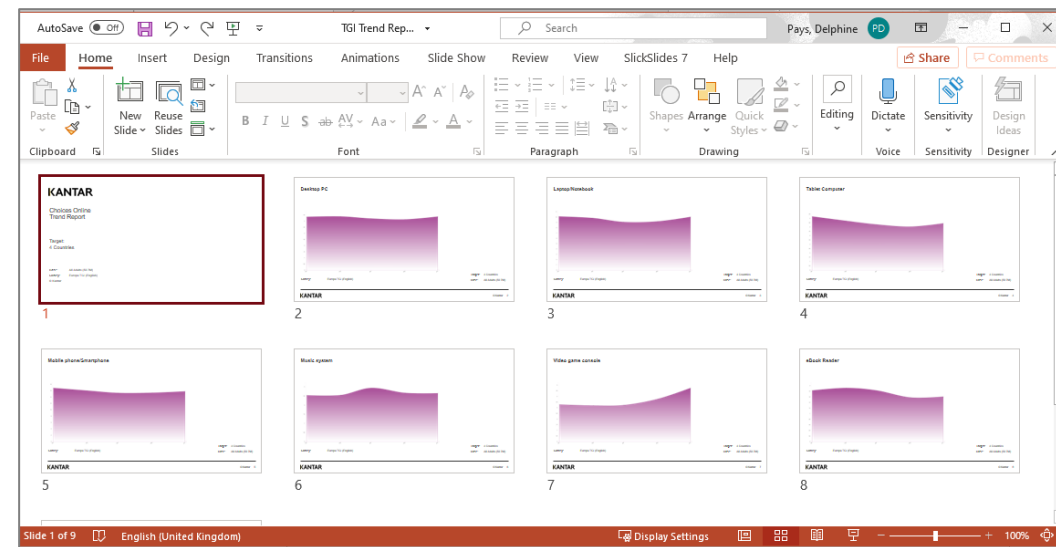 AutoSave Off TGI Trend Rep... Search Pays, Delphine PD
File Home Insert Design Transitions Animations Slide Show Review View SlickSlides 7 Help Share Comments
Paste New Slide Reuse Slides B I U S ab AV Aa A A A A Shapes Arrange Quick Styles Editing Dictate Sensitivity Design Ideas
Clipboard Slides Font Paragraph Drawing Voice Sensitivity Designer
KANTAR
Choices Online
Trend Report
Target
4 Countries
1
Desktop PC
KANTAR
2
Laptop/Notebook
KANTAR
3
Tablet Computer
KANTAR
4
Mobile phone/Smartphone
KANTAR
5
Music system
KANTAR
6
Video game console
KANTAR
7
eBook Reader
KANTAR
8
Slide 1 of 9 English (United Kingdom) Display Settings 100%